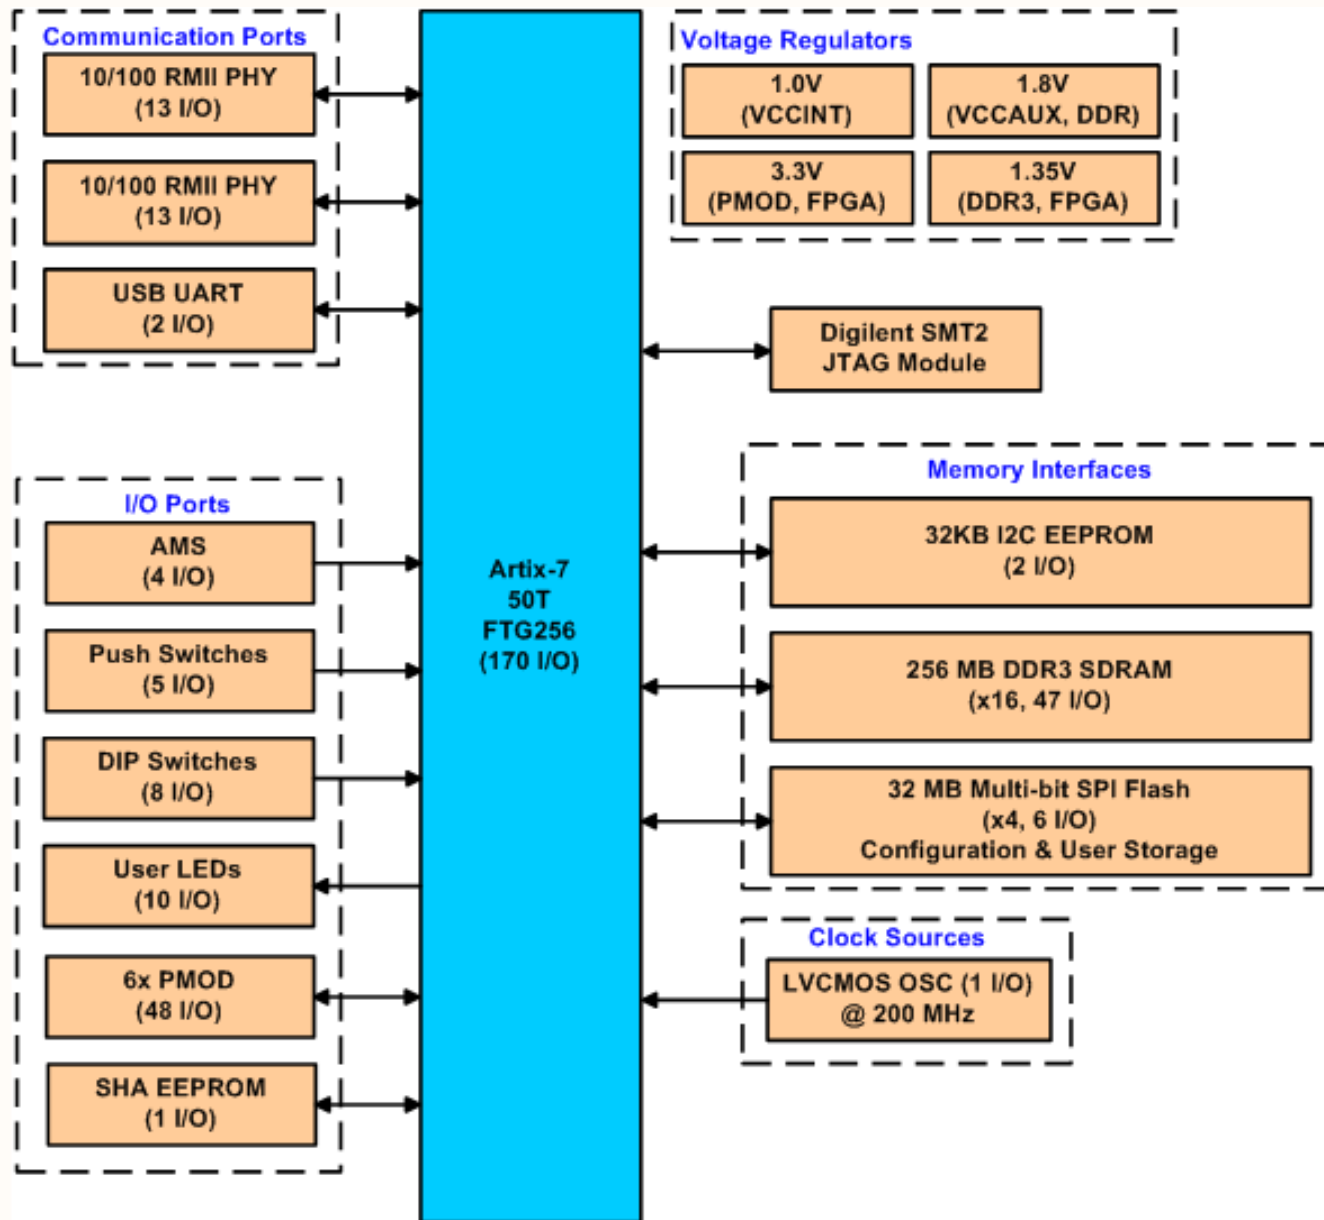 Communication Ports
10/100 RMII PHY
(13 I/O)
10/100 RMII PHY
(13 I/O)
USB UART
(2 I/O)
I/O Ports
AMS
(4 I/O)
Push Switches
(5 I/O)
DIP Switches
(8 I/O)
User LEDs
(10 I/O)
6x PMOD
(48 I/O)
SHA EEPROM
(1 I/O)
Artix-7
50T
FTG256
(170 I/O)
Voltage Regulators
1.0V
(VCCINT)
1.8V
(VCCAUX, DDR)
3.3V
(PMOD, FPGA)
1.35V
(DDR3, FPGA)
Digilent SMT2
JTAG Module
Memory Interfaces
32KB I2C EEPROM
(2 I/O)
256 MB DDR3 SDRAM
(x16, 47 I/O)
32 MB Multi-bit SPI Flash
(x4, 6 I/O)
Configuration & User Storage
Clock Sources
LVCMOS OSC (1 I/O)
@ 200 MHz